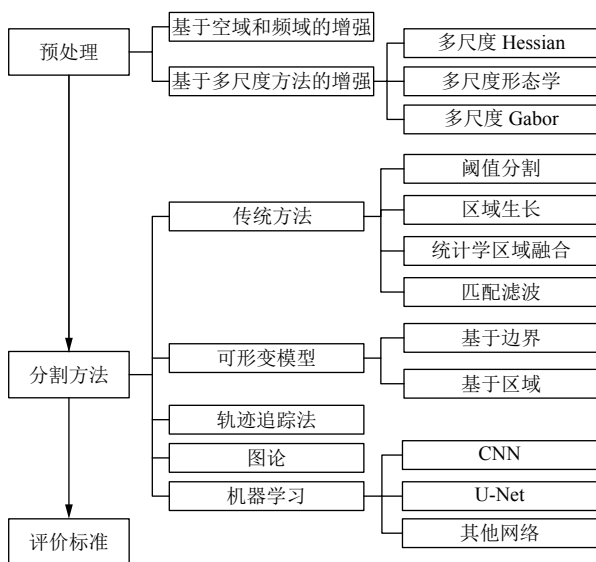 预处理
基于空域和频域的增强
基于多尺度方法的增强
多尺度 Hessian
多尺度形态学
多尺度 Gabor
分割方法
传统方法
阈值分割
区域生长
统计学区域融合
匹配滤波
可形变模型
基于边界
基于区域
轨迹追踪法
图论
机器学习
CNN
U-Net
其他网络
评价标准